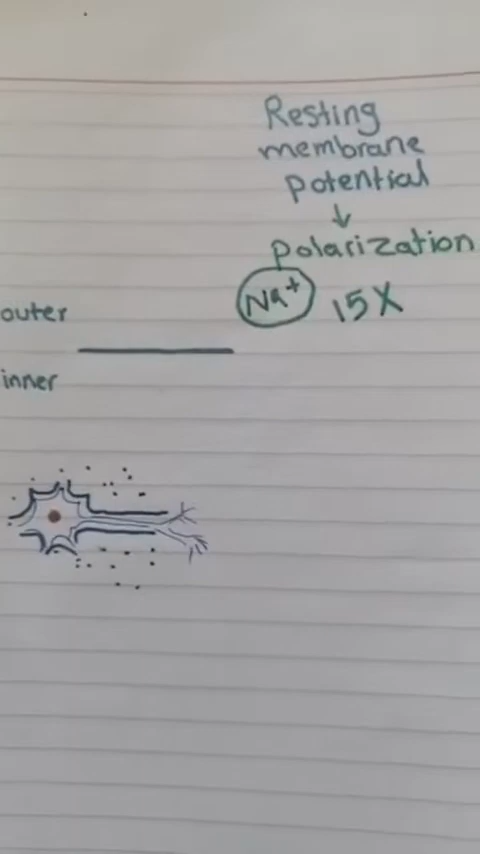 Resting
membrane
potential
↓
polarization
Na+ 15X
outer
inner